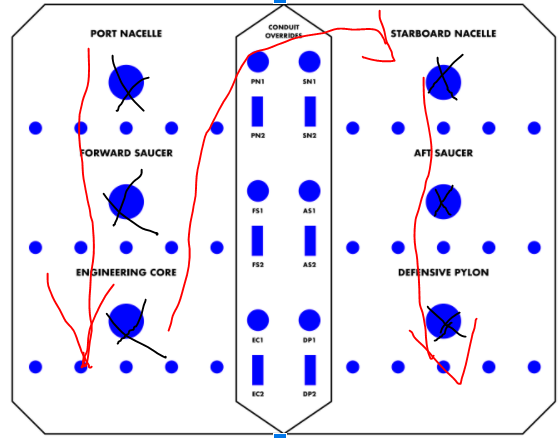 PORT NACELLE
FORWARD SAUCER
ENGINEERING CORE
CONDUIT
OVERRIDES
PN1 SN1
PN2 SN2
FS1 AS1
FS2 AS2
EC1 DP1
EC2 DP2
STARBOARD NACELLE
AFT SAUCER
DEFENSIVE PYLON